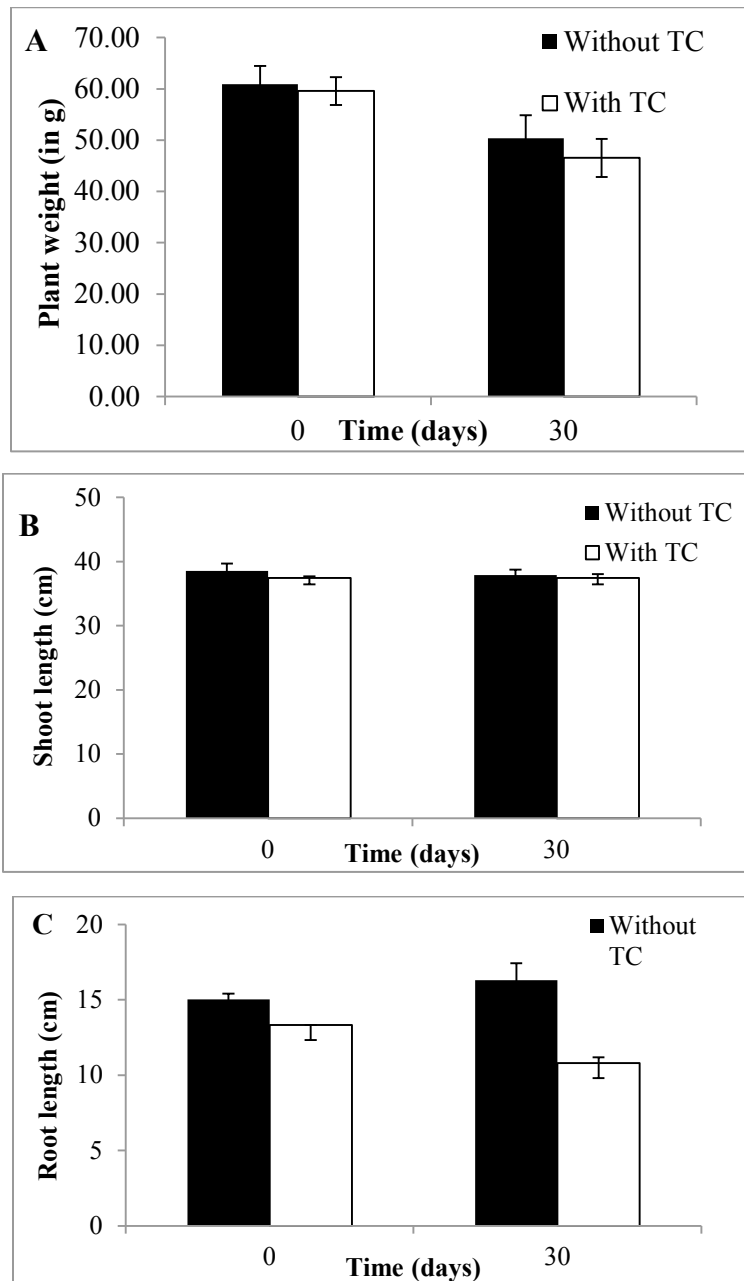 A
Without TC
With TC
70.00
60.00
50.00
40.00
30.00
20.00
10.00
0.00
Plant weight (in g)
0
Time (days)
30
B
Without TC
With TC
50
40
30
20
10
0
Shoot length (cm)
0
Time (days)
30
C
Without
TC
20
15
10
5
0
Root length (cm)
0
Time (days)
30